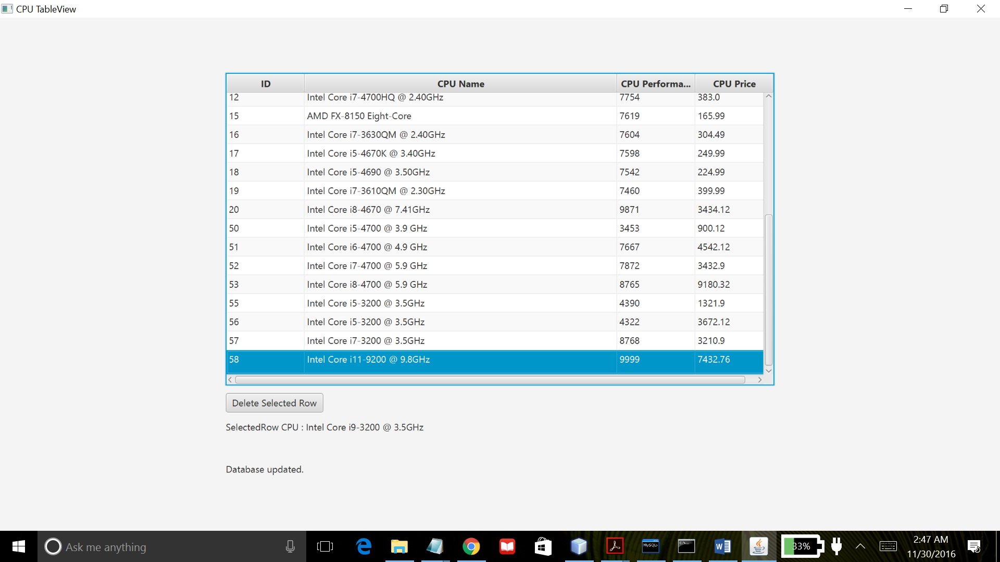 CPU TableView
ID CPU Name CPU Performa... CPU Price
12 Intel Core i7-4700HQ @ 2.40GHz 7754 383.0
15 AMD FX-8150 Eight-Core 7619 165.99
16 Intel Core i7-3630QM @ 2.40GHz 7604 304.49
17 Intel Core i5-4670K @ 3.40GHz 7598 249.99
18 Intel Core i5-4690 @ 3.50GHz 7542 224.99
19 Intel Core i7-3610QM @ 2.30GHz 7460 399.99
20 Intel Core i8-4670 @ 7.41GHz 9871 3434.12
50 Intel Core i5-4700 @ 3.9 GHz 3453 900.12
51 Intel Core i6-4700 @ 4.9 GHz 7667 4542.12
52 Intel Core i7-4700 @ 5.9 GHz 7872 3432.9
53 Intel Core i8-4700 @ 5.9 GHz 8765 9180.32
55 Intel Core i5-3200 @ 3.5GHz 4390 1321.9
56 Intel Core i5-3200 @ 3.5GHz 4322 3672.12
57 Intel Core i7-3200 @ 3.5GHz 8768 3210.9
58 Intel Core i11-9200 @ 9.8GHz 9999 7432.76
Delete Selected Row
SelectedRow CPU : Intel Core i9-3200 @ 3.5GHz
Database updated.
Ask me anything
MySQL
33%
2:47 AM
11/30/2016